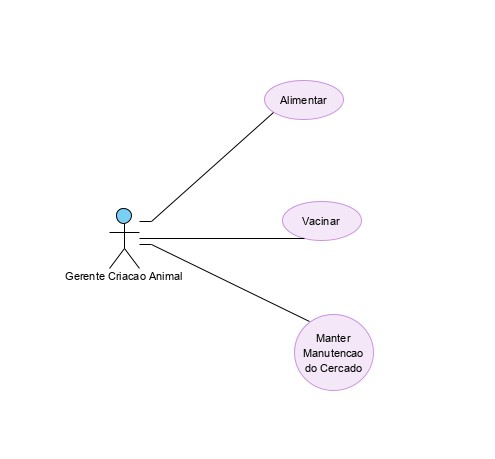 Alimentar
Vacinar
Gerente Criacao Animal
Manter
Manutencao
do Cercado